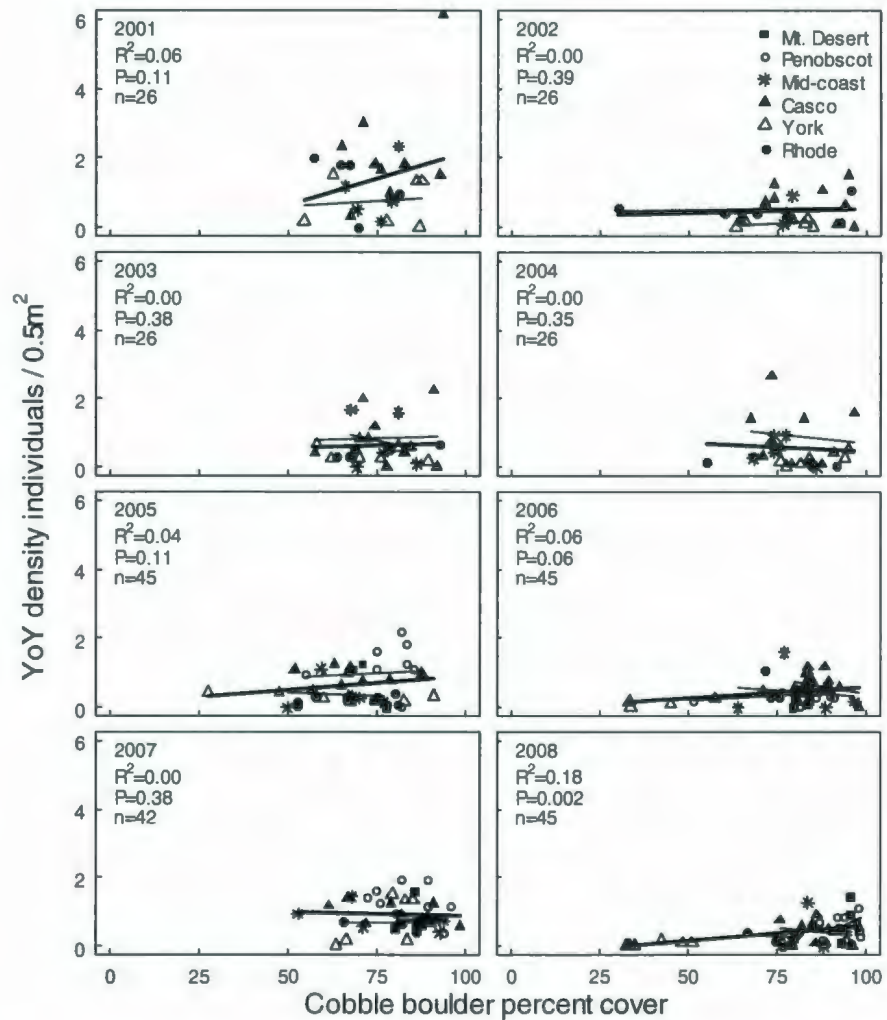 YoY density individuals / 0.5m²
6
4
2
0
2001
R²=0.06
P=0.11
n=26
2002
R²=0.00
P=0.39
n=26
Mt. Desert
Penobscot
Mid-coast
Casco
York
Rhode
6
4
2
0
2003
R²=0.00
P=0.38
n=26
2004
R²=0.00
P=0.35
n=26
6
4
2
0
2005
R²=0.04
P=0.11
n=45
2006
R²=0.06
P=0.06
n=45
6
4
2
0
2007
R²=0.00
P=0.38
n=42
2008
R²=0.18
P=0.002
n=45
0 25 50 75 100
0 25 50 75 100
Cobble boulder percent cover